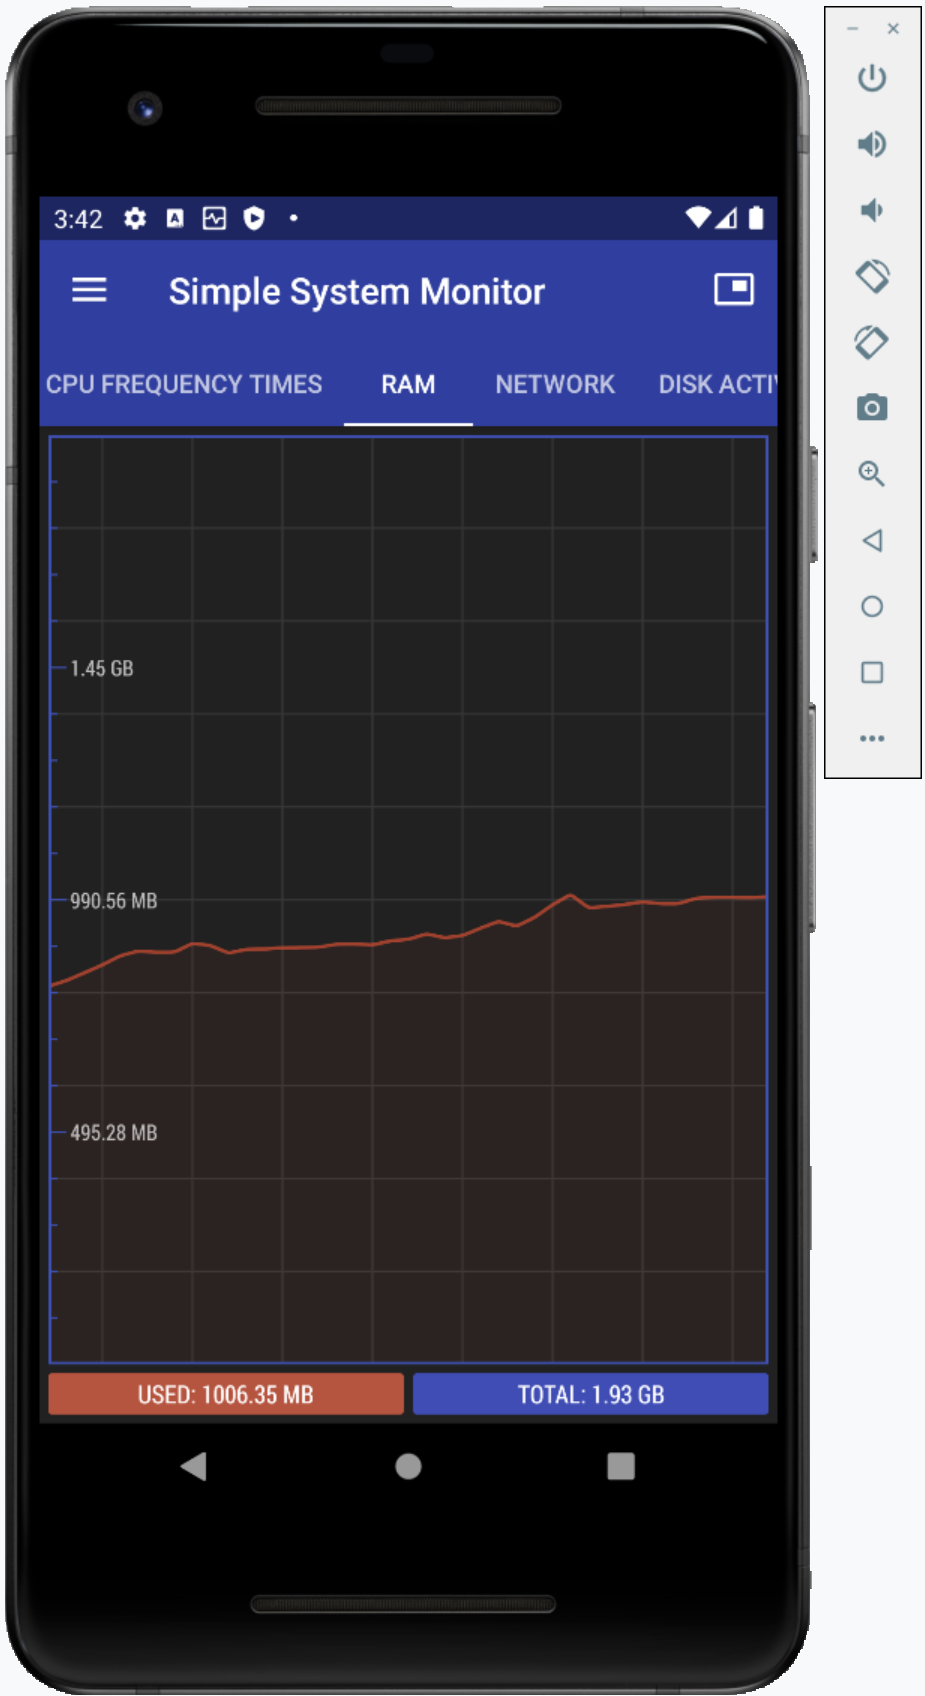 3:42
Simple System Monitor
CPU FREQUENCY TIMES RAM NETWORK DISK ACTIV
1.45 GB
990.56 MB
495.28 MB
USED: 1006.35 MB TOTAL: 1.93 GB